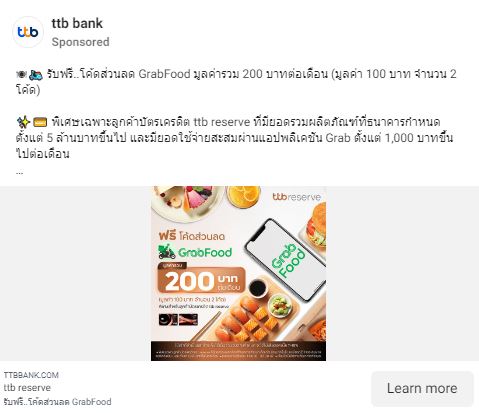 ttb bank
Sponsored
🍽️🛵 รับฟรี..โค้ดส่วนลด GrabFood มูลค่ารวม 200 บาทต่อเดือน (มูลค่า 100 บาท จำนวน 2
โค้ด)
✨💳 พิเศษเฉพาะลูกค้าบัตรเครดิต ttb reserve ที่มียอดรวมผลิตภัณฑ์ที่ธนาคารกำหนด
ตั้งแต่ 5 ล้านบาทขึ้นไป และมียอดใช้จ่ายสะสมผ่านแอปพลิเคชัน Grab ตั้งแต่ 1,000 บาทขึ้น
ไปต่อเดือน
...
ttb reserve
ฟรี โค้ดส่วนลด
GrabFood
มูลค่ารวม
200 บาท
ต่อเดือน
(มูลค่า 100 บาท จำนวน 2 โค้ด)
Grab
Food
TTBBANK.COM
ttb reserve
รับฟรี..โค้ดส่วนลด GrabFood
Learn more